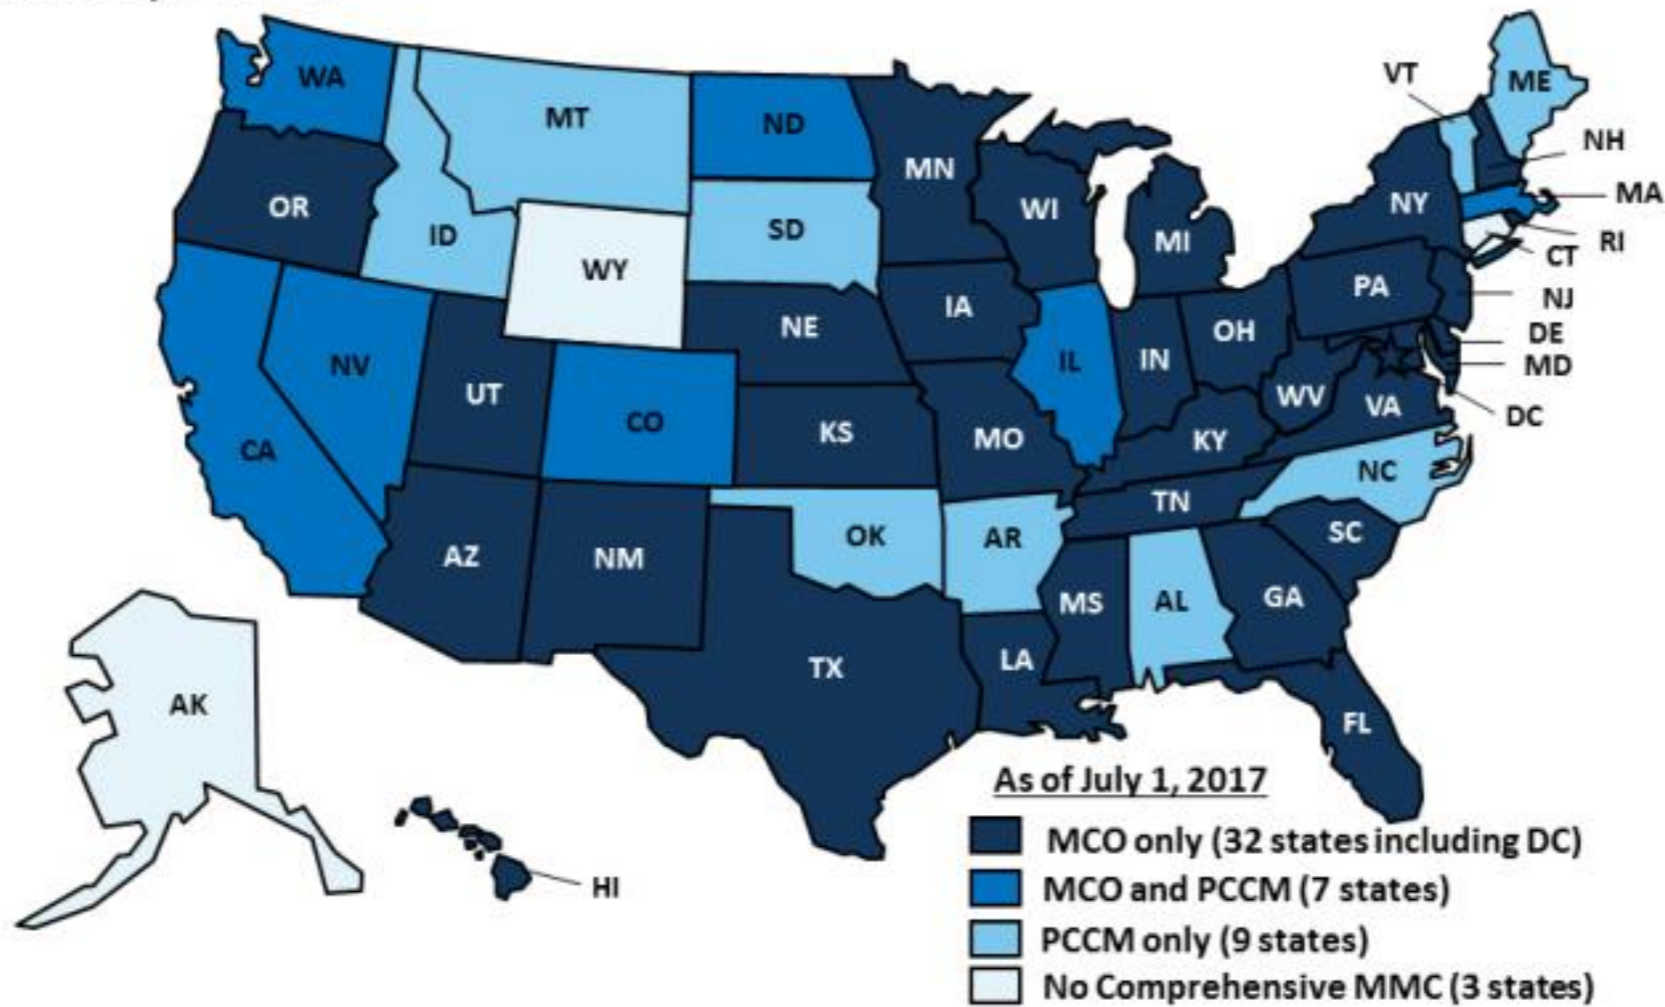 WA
MT
ND
MN
VT
ME
NH
MA
RI
CT
NJ
DE
MD
DC
OR
ID
WY
SD
WI
MI
NY
PA
NE
IA
IL
IN
OH
WV
VA
NV
UT
CO
KS
MO
KY
CA
NC
TN
SC
AZ
NM
OK
AR
MS
AL
GA
TX
LA
FL
AK
HI
As of July 1, 2017
MCO only (32 states including DC)
MCO and PCCM (7 states)
PCCM only (9 states)
No Comprehensive MMC (3 states)